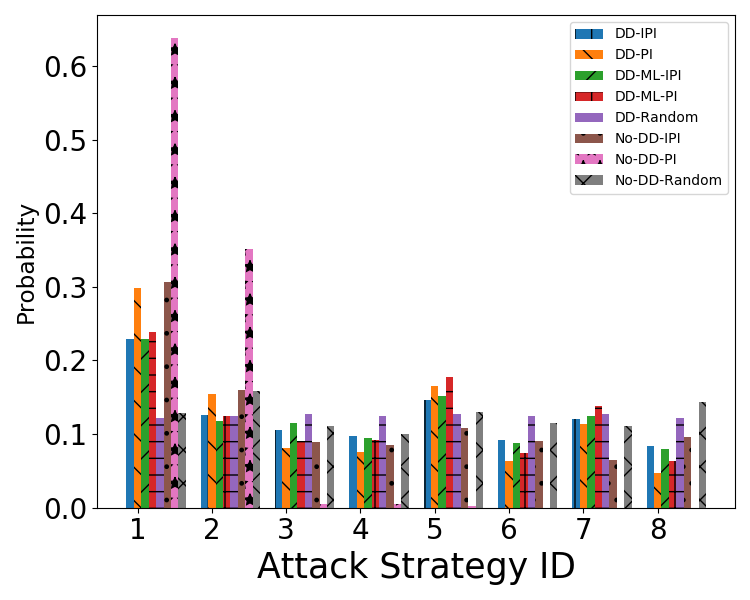 DD-IPI
DD-PI
DD-ML-IPI
DD-ML-PI
DD-Random
No-DD-IPI
No-DD-PI
No-DD-Random
Probability
0.6
0.5
0.4
0.3
0.2
0.1
0.0
1 2 3 4 5 6 7 8
Attack Strategy ID